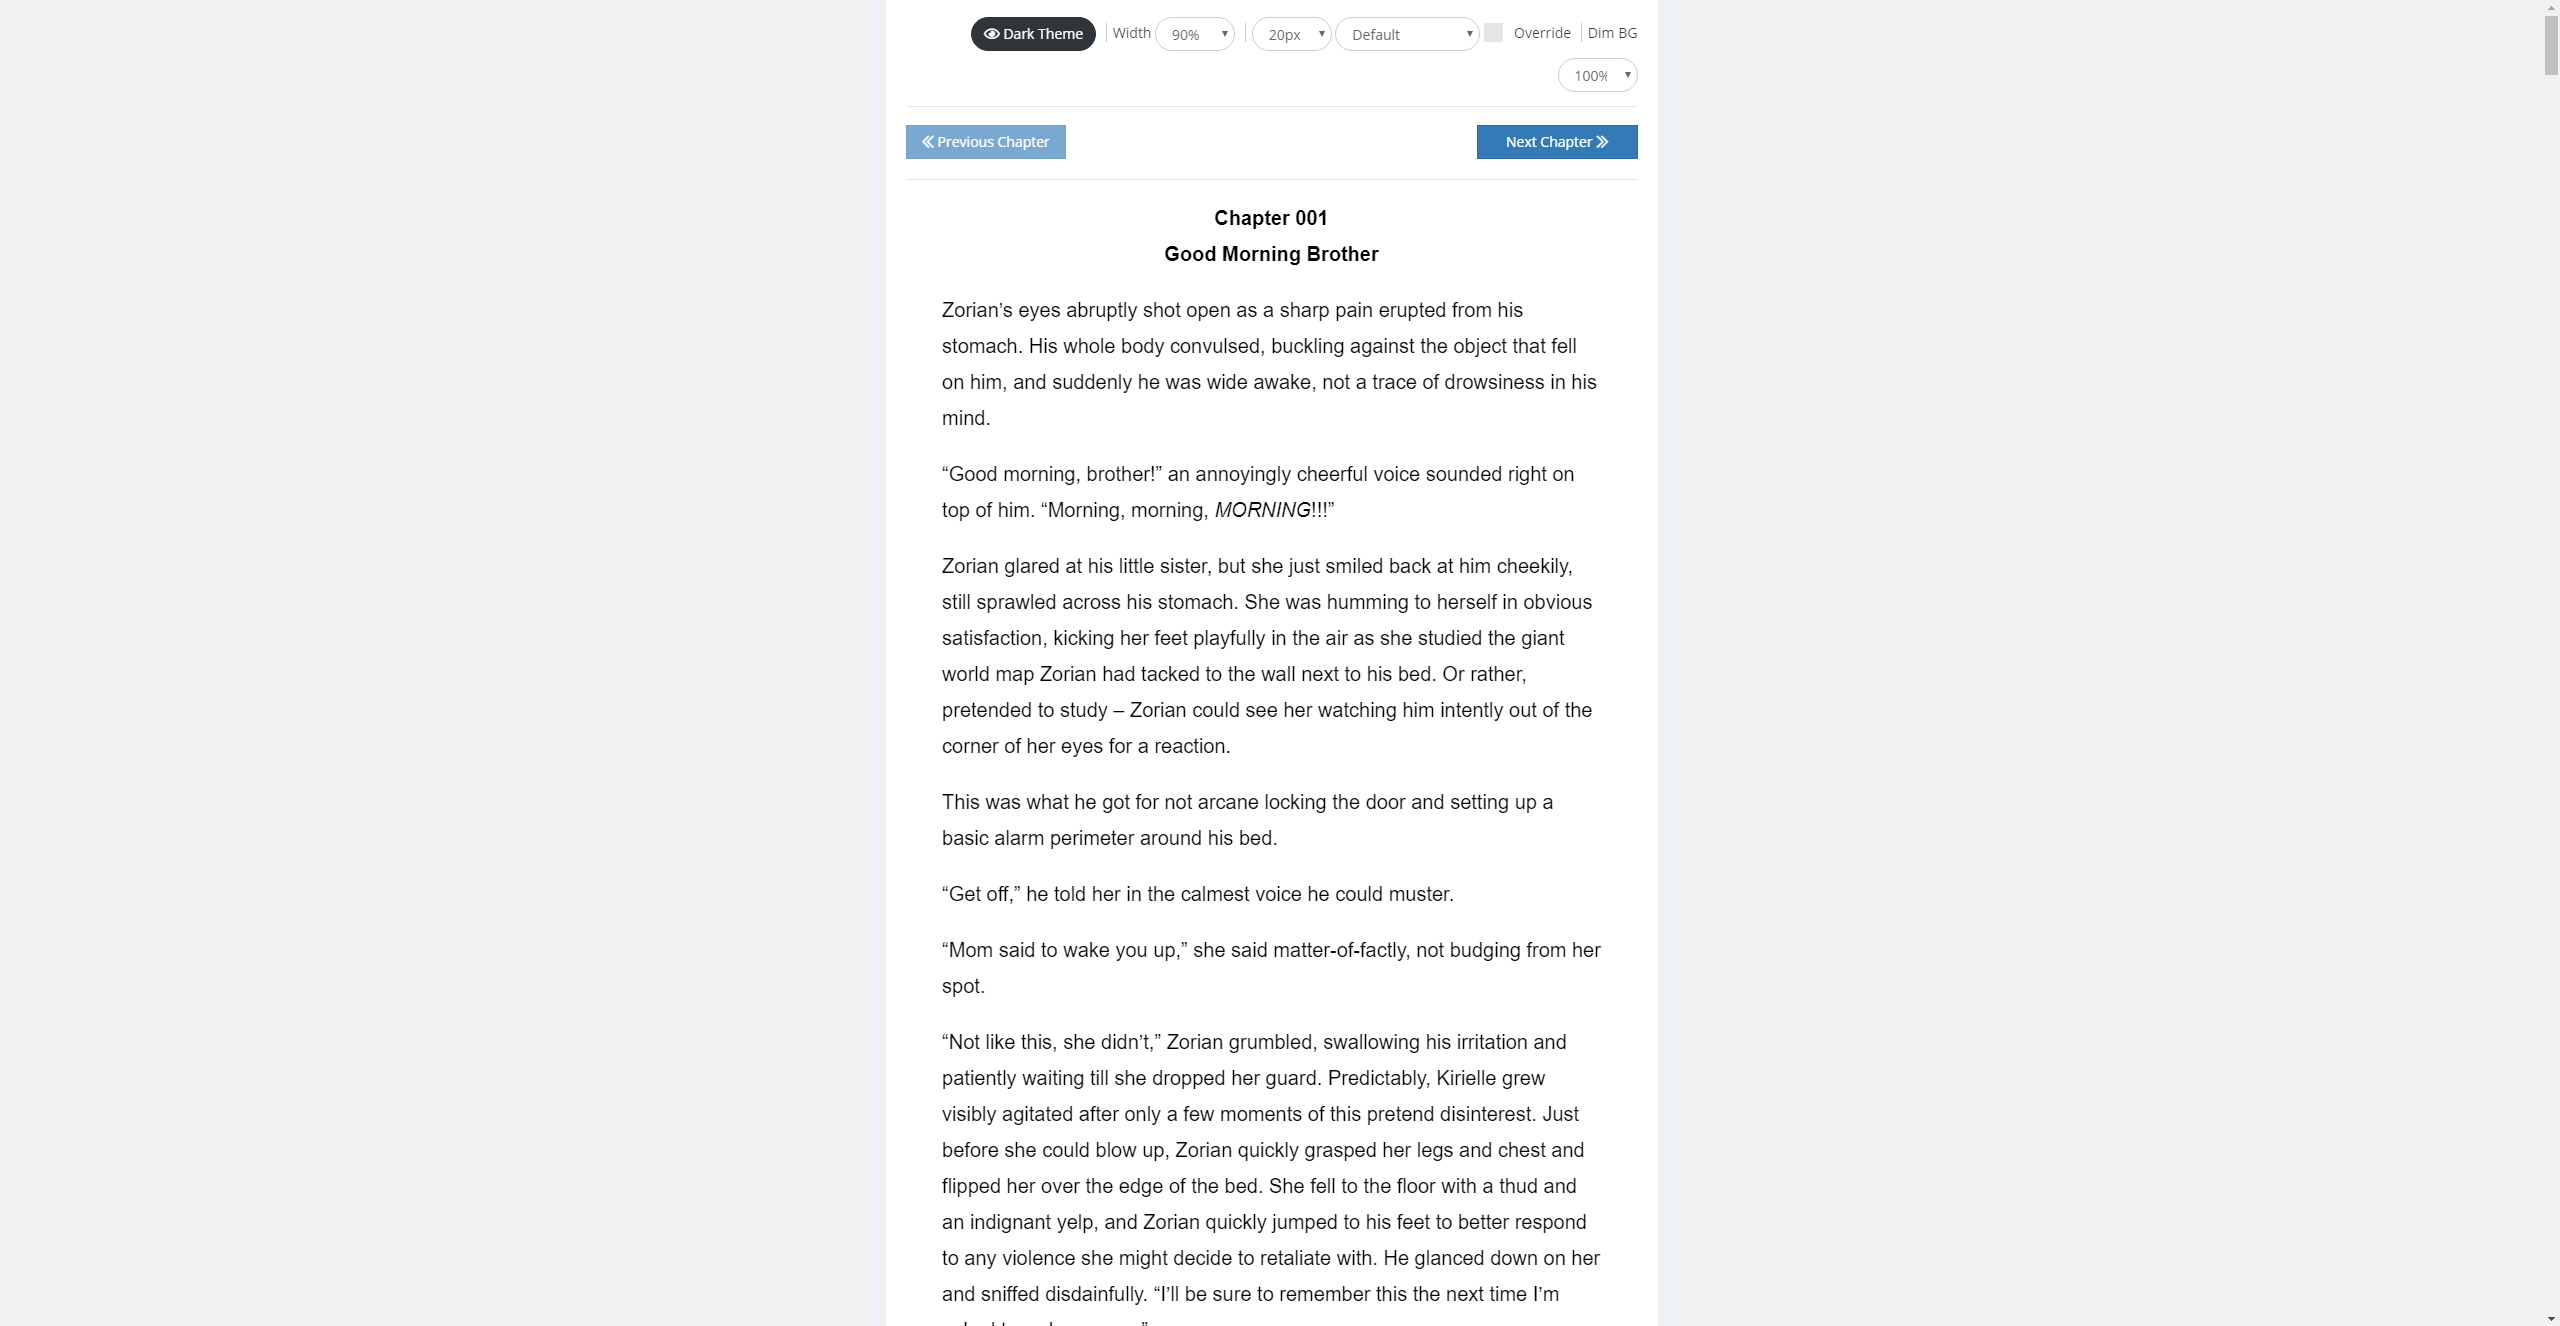 Dark Theme Width 90% 20px Default Override Dim BG
100%
Previous Chapter Next Chapter
Chapter 001
Good Morning Brother
Zorian’s eyes abruptly shot open as a sharp pain erupted from his
stomach. His whole body convulsed, buckling against the object that fell
on him, and suddenly he was wide awake, not a trace of drowsiness in his
mind.
“Good morning, brother!” an annoyingly cheerful voice sounded right on
top of him. “Morning, morning, MORNING!!!”
Zorian glared at his little sister, but she just smiled back at him cheekily,
still sprawled across his stomach. She was humming to herself in obvious
satisfaction, kicking her feet playfully in the air as she studied the giant
world map Zorian had tacked to the wall next to his bed. Or rather,
pretended to study – Zorian could see her watching him intently out of the
corner of her eyes for a reaction.
This was what he got for not arcane locking the door and setting up a
basic alarm perimeter around his bed.
“Get off,” he told her in the calmest voice he could muster.
“Mom said to wake you up,” she said matter-of-factly, not budging from her
spot.
“Not like this, she didn’t,” Zorian grumbled, swallowing his irritation and
patiently waiting till she dropped her guard. Predictably, Kirielle grew
visibly agitated after only a few moments of this pretend disinterest. Just
before she could blow up, Zorian quickly grasped her legs and chest and
flipped her over the edge of the bed. She fell to the floor with a thud and
an indignant yelp, and Zorian quickly jumped to his feet to better respond
to any violence she might decide to retaliate with. He glanced down on her
and sniffed disdainfully. “I’ll be sure to remember this the next time I’m